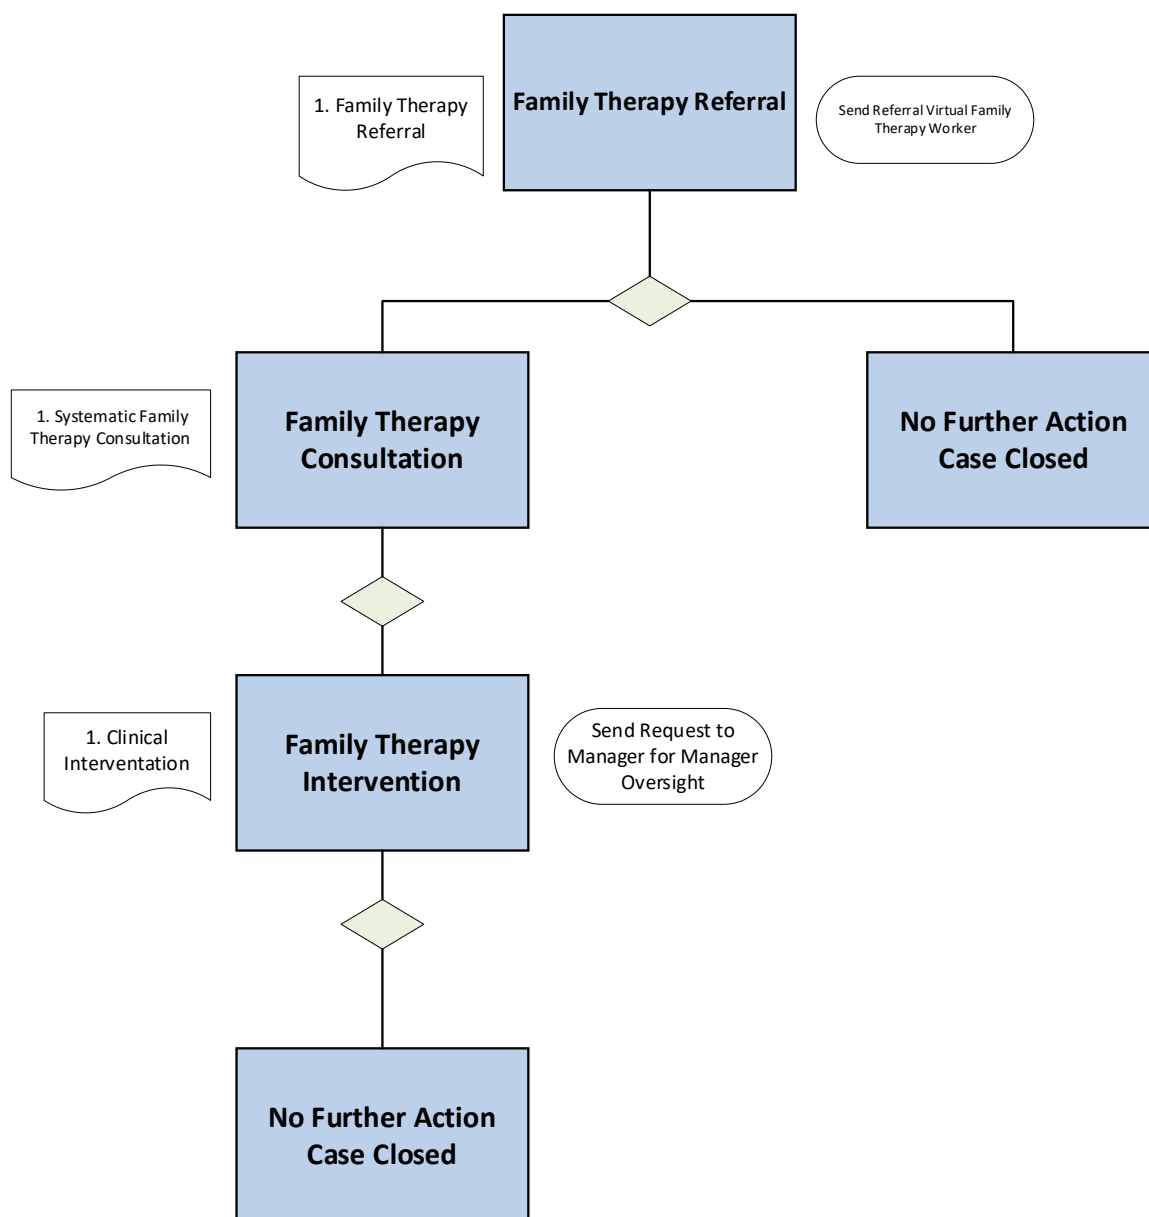 1. Family Therapy
Referral
Family Therapy Referral
Send Referral Virtual Family
Therapy Worker
1. Systematic Family
Therapy Consultation
Family Therapy
Consultation
No Further Action
Case Closed
1. Clinical
Interventation
Family Therapy
Intervention
Send Request to
Manager for Manager
Oversight
No Further Action
Case Closed